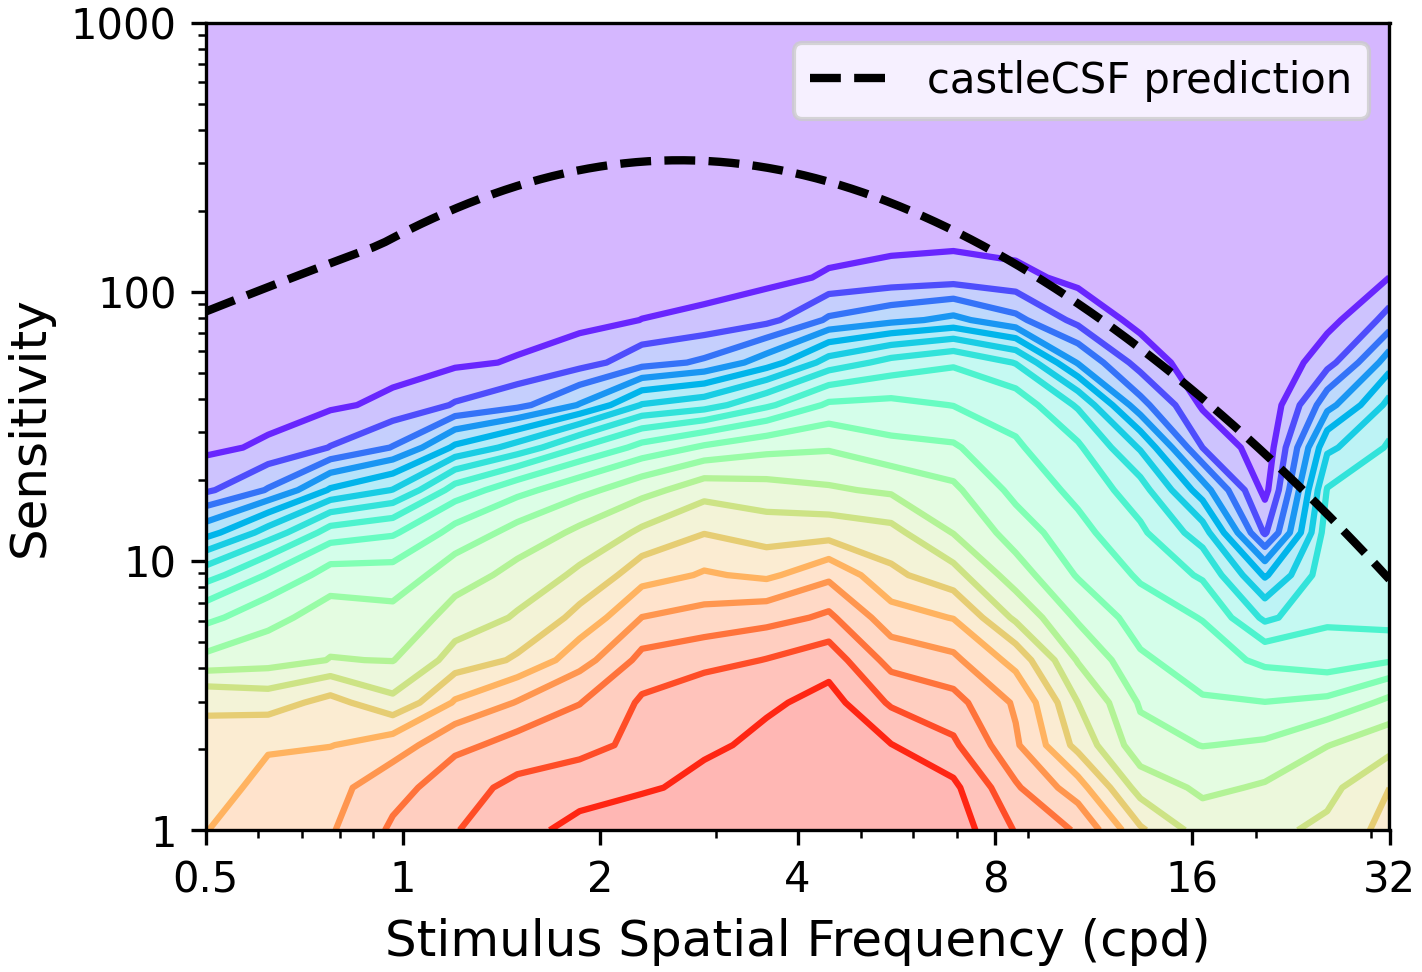 1000
castleCSF prediction
100
Sensitivity
10
1
0.5 1 2 4 8 16 32
Stimulus Spatial Frequency (cpd)